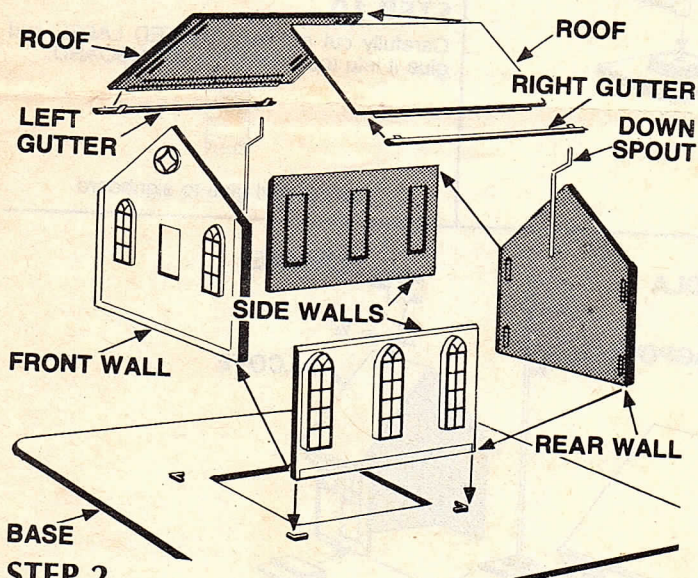 ROOF
ROOF
RIGHT GUTTER
LEFT
GUTTER
DOWN
SPOUT
SIDE WALLS
FRONT WALL
REAR WALL
BASE
STEP 2